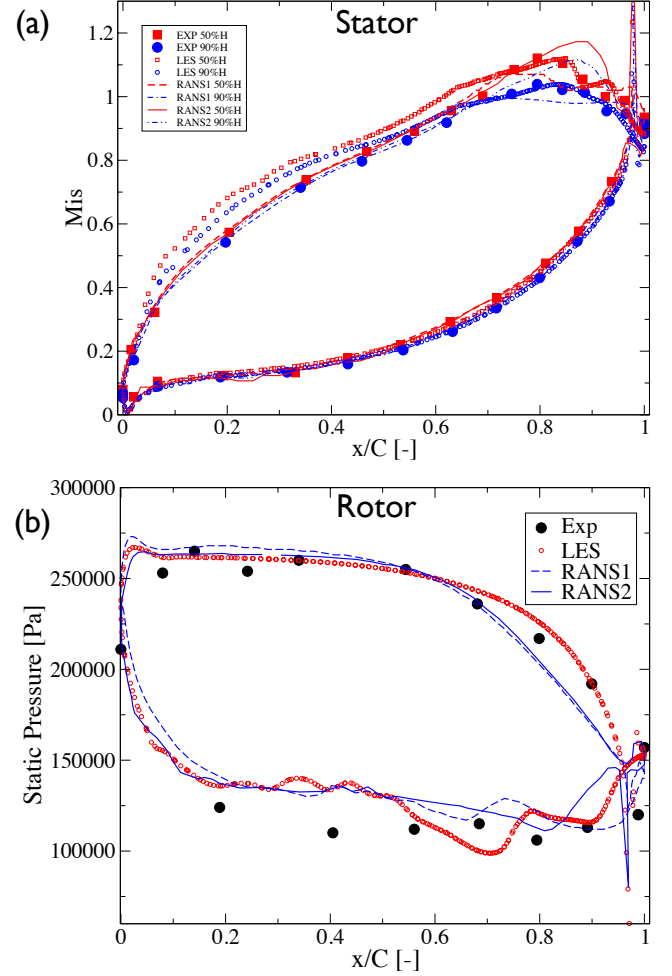 (a)
Stator
EXP 50%H
EXP 90%H
LES 50%H
LES 90%H
RANS1 50%H
RANS1 90%H
RANS2 50%H
RANS2 90%H
1.2
1
0.8
0.6
0.4
0.2
0
Mis
0 0.2 0.4 0.6 0.8 1
x/C [-]
(b)
Rotor
Exp
LES
RANS1
RANS2
300000
250000
200000
150000
100000
Static Pressure [Pa]
0 0.2 0.4 0.6 0.8 1
x/C [-]